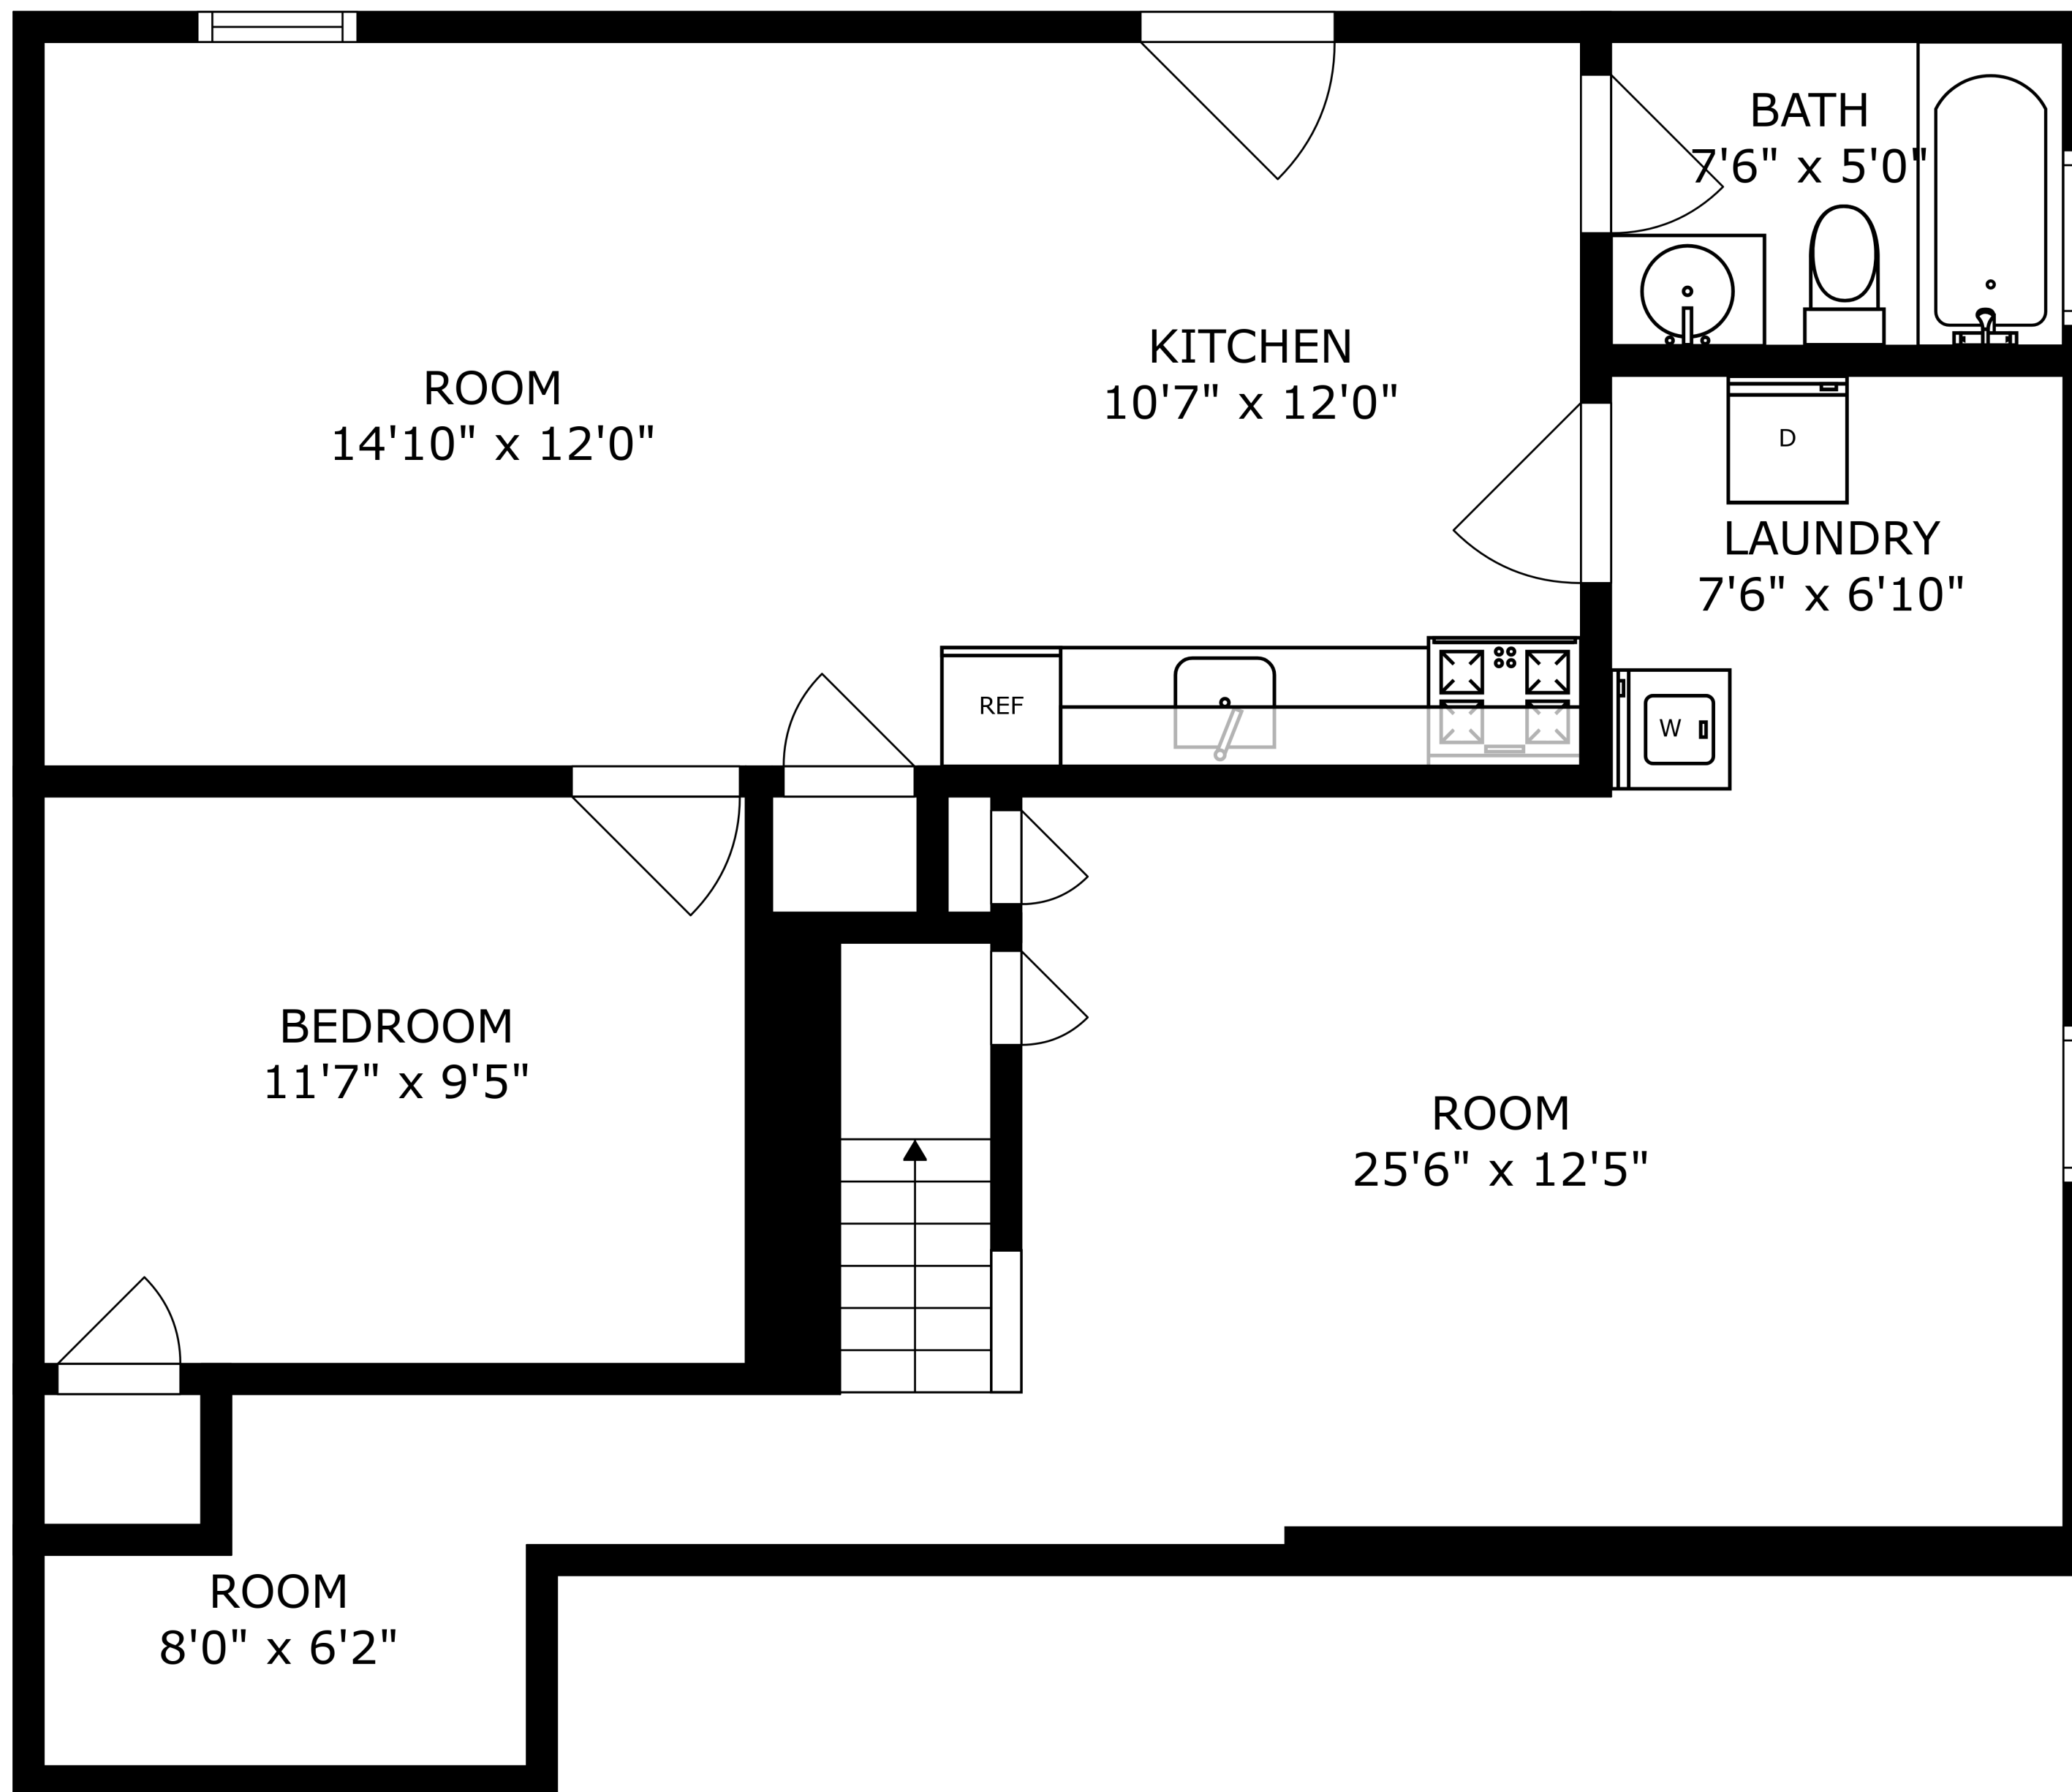 BATH
7'6" x 5'0"
KITCHEN
10'7" x 12'0"
ROOM
14'10" x 12'0"
D
LAUNDRY
7'6" x 6'10"
REF
W
BEDROOM
11'7" x 9'5"
ROOM
25'6" x 12'5"
ROOM
8'0" x 6'2"